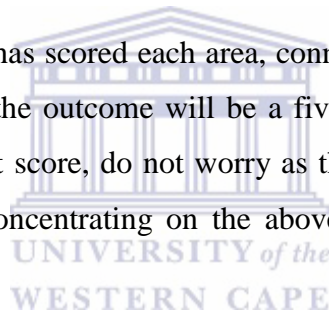 has scored each area, conn
the outcome will be a fiv
t score, do not worry as th
oncentrating on the above
UNIVERSITY of the
WESTERN CAPE